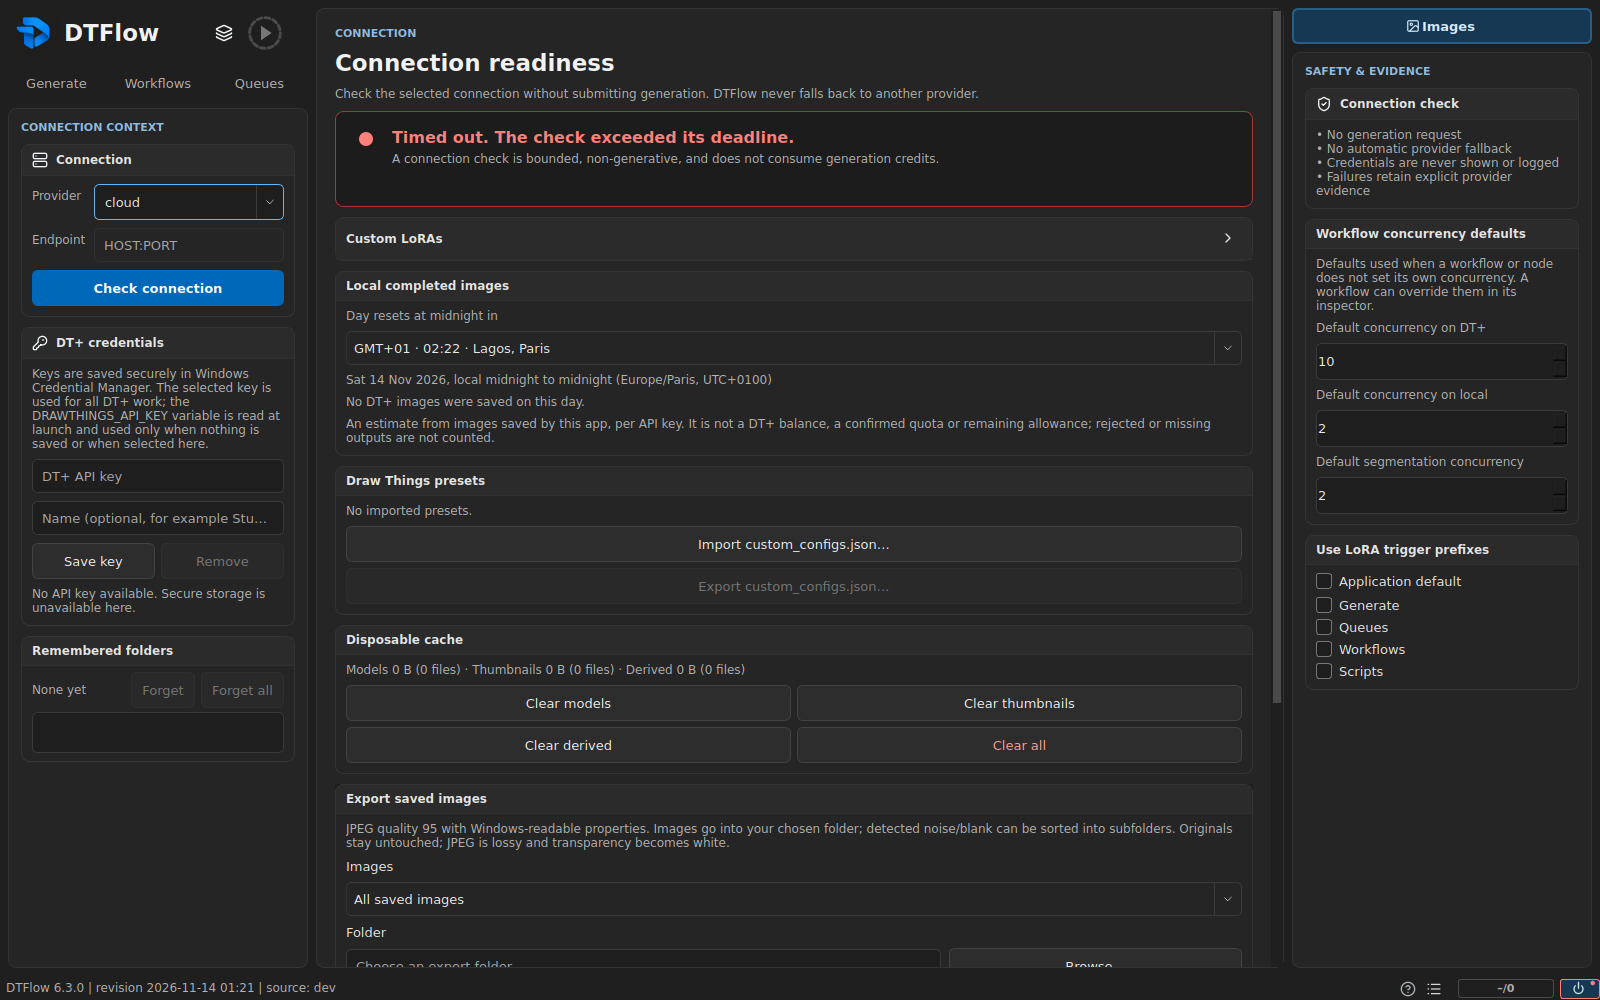 DTFlow
Generate
Workflows
Queues
CONNECTION CONTEXT
Connection
Provider
cloud
Endpoint
HOST:PORT
Check connection
DT+ credentials
Keys are saved securely in Windows
Credential Manager. The selected key is
used for all DT+ work; the
DRAWTHINGS_API_KEY variable is read at
launch and used only when nothing is
saved or when selected here.
DT+ API key
Name (optional, for example Stu...
Save key
Remove
No API key available. Secure storage is
unavailable here.
Remembered folders
None yet
Forget
Forget all
CONNECTION
Connection readiness
Check the selected connection without submitting generation. DTFlow never falls back to another provider.
Timed out. The check exceeded its deadline.
A connection check is bounded, non-generative, and does not consume generation credits.
Custom LoRAs
Local completed images
Day resets at midnight in
GMT+01 · 02:22 · Lagos, Paris
Sat 14 Nov 2026, local midnight to midnight (Europe/Paris, UTC+0100)
No DT+ images were saved on this day.
An estimate from images saved by this app, per API key. It is not a DT+ balance, a confirmed quota or remaining allowance; rejected or missing
outputs are not counted.
Draw Things presets
No imported presets.
Import custom_configs.json...
Export custom_configs.json...
Disposable cache
Models 0 B (0 files) · Thumbnails 0 B (0 files) · Derived 0 B (0 files)
Clear models
Clear thumbnails
Clear derived
Clear all
Export saved images
JPEG quality 95 with Windows-readable properties. Images go into your chosen folder; detected noise/blank can be sorted into subfolders. Originals
stay untouched; JPEG is lossy and transparency becomes white.
Images
All saved images
Folder
Choose an export folder
Browse
Images
SAFETY & EVIDENCE
Connection check
• No generation request
• No automatic provider fallback
• Credentials are never shown or logged
• Failures retain explicit provider
evidence
Workflow concurrency defaults
Defaults used when a workflow or node
does not set its own concurrency. A
workflow can override them in its
inspector.
Default concurrency on DT+
10
Default concurrency on local
2
Default segmentation concurrency
2
Use LoRA trigger prefixes
Application default
Generate
Queues
Workflows
Scripts
DTFlow 6.3.0 | revision 2026-11-14 01:21 | source: dev
–/0